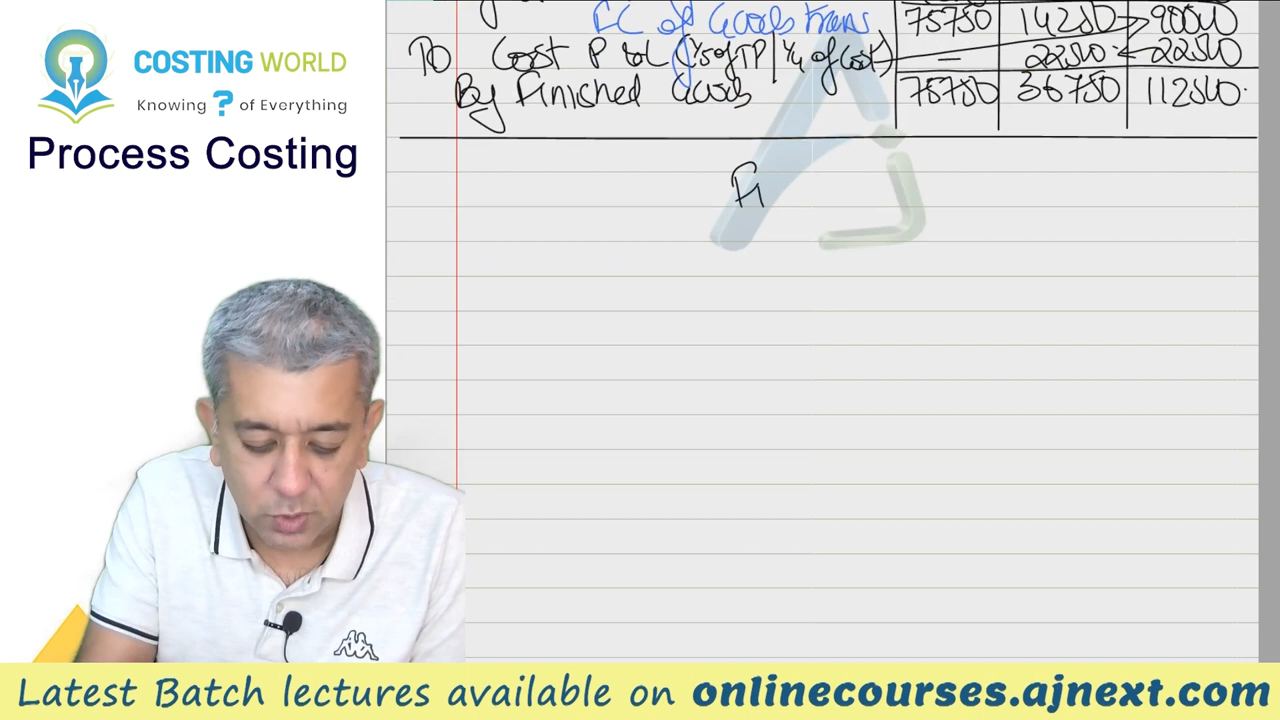 COSTING WORLD
Knowing ? of Everything
Process Costing
FC of Goods trans 75750 14250 90000
To Cost P to (1/5 of TP | 1/4 of Cost) — 22500 22500
By Finished Goods 75750 36750 112500
Fi
Latest Batch lectures available on onlinecourses.ajnext.com